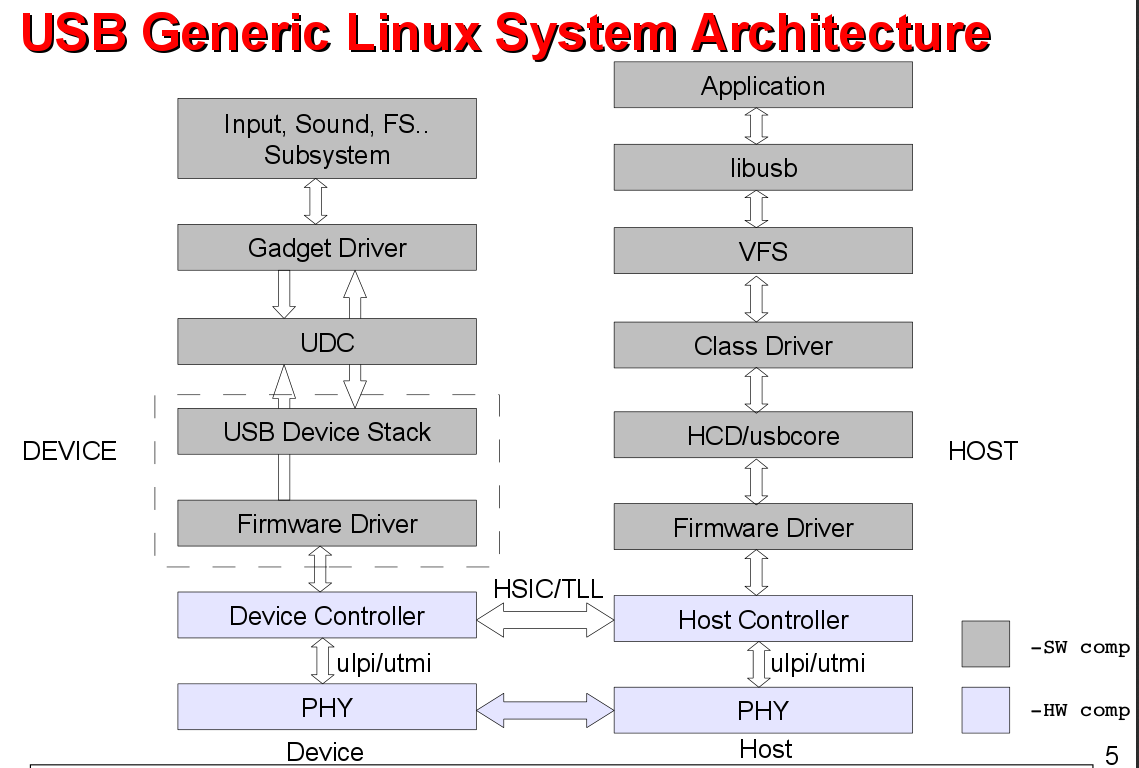 USB Generic Linux System Architecture
Input, Sound, FS..
Subsystem
Gadget Driver
UDC
USB Device Stack
Firmware Driver
DEVICE
Device Controller
ulpi/utmi
PHY
Device
HSIC/TLL
Application
libusb
VFS
Class Driver
HCD/usbcore
Firmware Driver
HOST
Host Controller
ulpi/utmi
PHY
Host
-SW comp
-HW comp
5